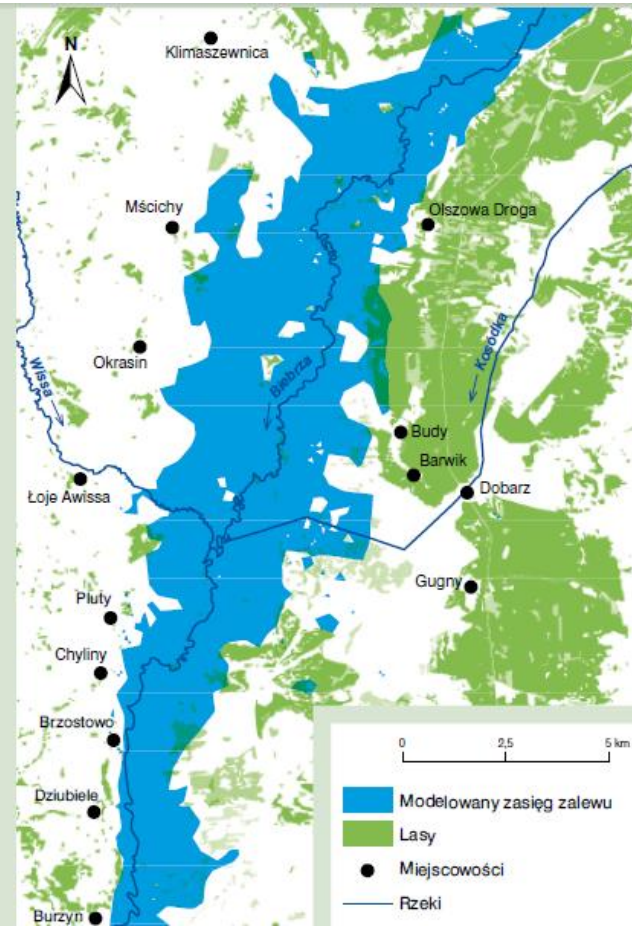 N
Klimaszewnica
Mścichy
Olszowa Droga
Kosódka
Okrasin
Wissa
Biebrza
Budy
Barwik
Łoje Awissa
Dobarz
Gugny
Pluty
Chyliny
Brzostowo
Dziubiele
Burzyn
0 2,5 5 km
Modelowany zasięg zalewu
Lasy
Miejscowości
Rzeki